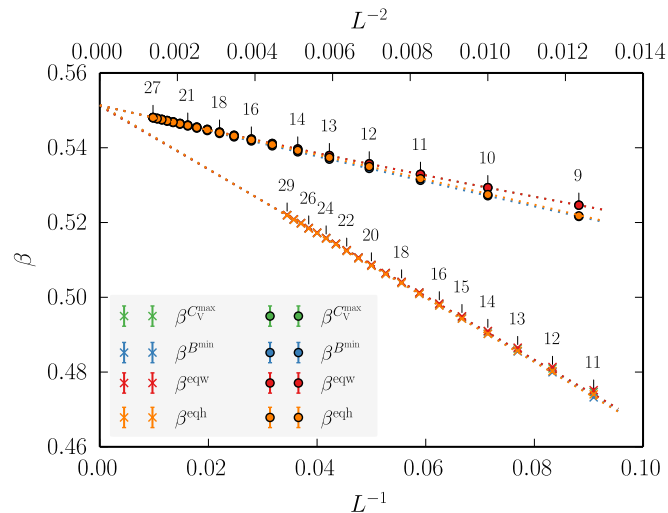 L⁻²
0.000 0.002 0.004 0.006 0.008 0.010 0.012 0.014
0.56
27 21 18 16 14 13 12 11 10 9
0.54
0.52
29 26 24 22 20 18 16 15 14 13 12 11
β
0.50
β^{C_V^{max}} β^{C_V^{max}}
β^{B^{min}} β^{B^{min}}
0.48
β^{eqw} β^{eqw}
β^{eqh} β^{eqh}
0.46
0.00 0.02 0.04 0.06 0.08 0.10
L⁻¹